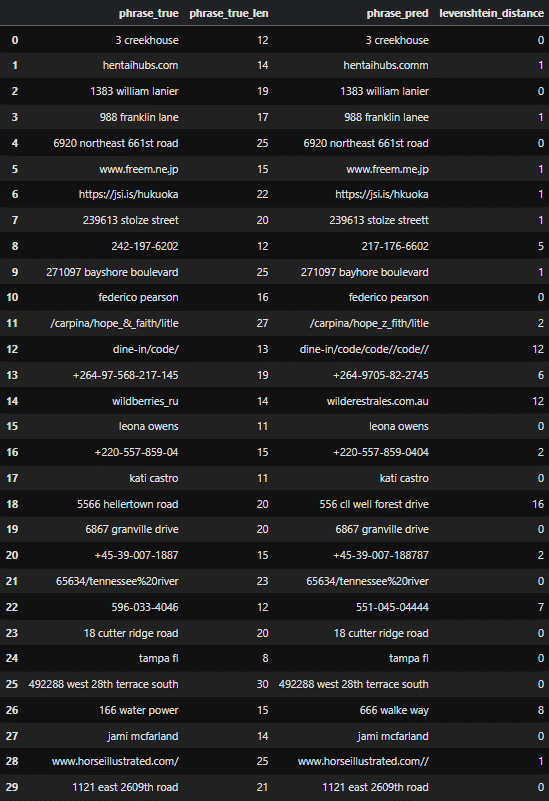 phrase_true phrase_true_len phrase_pred levenshtein_distance
0 3 creekhouse 12 3 creekhouse 0
1 hentaihubs.com 14 hentaihubs.comm 1
2 1383 william lanier 19 1383 william lanier 0
3 988 franklin lane 17 988 franklin lanee 1
4 6920 northeast 661st road 25 6920 northeast 661st road 0
5 www.freem.ne.jp 15 www.freem.me.jp 1
6 https://jsi.is/hukuoka 22 https://jsi.is/hkuoka 1
7 239613 stolze street 20 239613 stolze streett 1
8 242-197-6202 12 217-176-6602 5
9 271097 bayshore boulevard 25 271097 bayhore boulevard 1
10 federico pearson 16 federico pearson 0
11 /carpina/hope_&_faith/litle 27 /carpina/hope_z_fith/litle 2
12 dine-in/code/ 13 dine-in/code/code//code// 12
13 +264-97-568-217-145 19 +264-9705-82-2745 6
14 wildberries_ru 14 wilderestrales.com.au 12
15 leona owens 11 leona owens 0
16 +220-557-859-04 15 +220-557-859-0404 2
17 kati castro 11 kati castro 0
18 5566 hellertown road 20 556 cll well forest drive 16
19 6867 granville drive 20 6867 granville drive 0
20 +45-39-007-1887 15 +45-39-007-188787 2
21 65634/tennessee%20river 23 65634/tennessee%20river 0
22 596-033-4046 12 551-045-04444 7
23 18 cutter ridge road 20 18 cutter ridge road 0
24 tampa fl 8 tampa fl 0
25 492288 west 28th terrace south 30 492288 west 28th terrace south 0
26 166 water power 15 666 walke way 8
27 jami mcfarland 14 jami mcfarland 0
28 www.horseillustrated.com/ 25 www.horseillustrated.com// 1
29 1121 east 2609th road 21 1121 east 2609th road 0